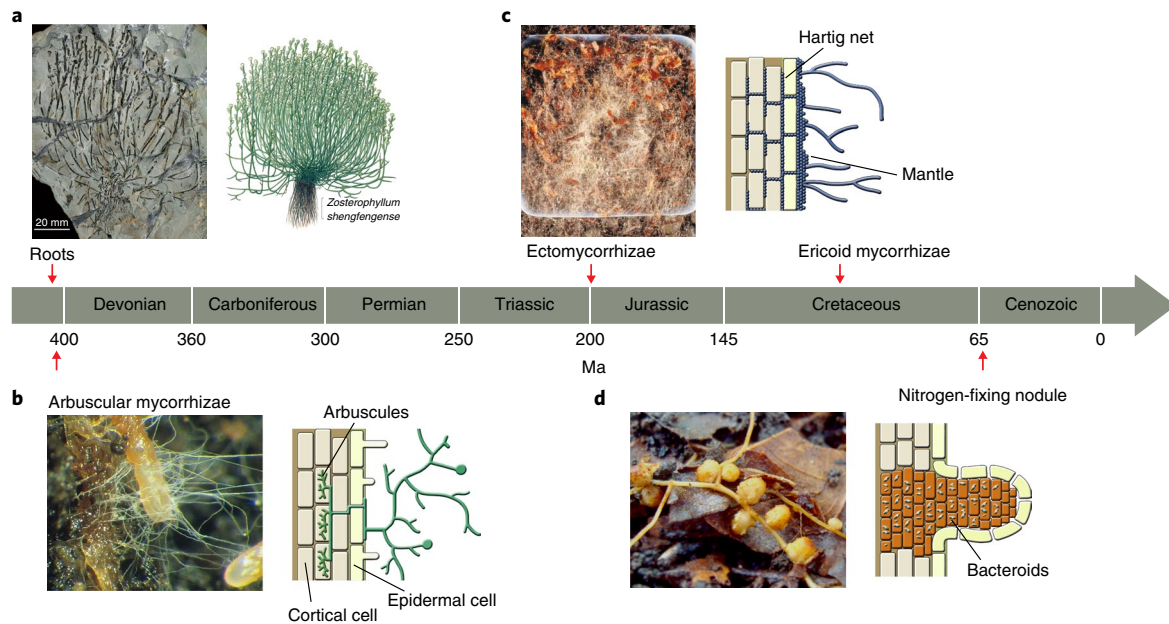 a
20 mm
Zosterophyllum
shengfengense
c
Hartig net
Mantle
Roots
Ectomycorrhizae
Ericoid mycorrhizae
Devonian
Carboniferous
Permian
Triassic
Jurassic
Cretaceous
Cenozoic
400
360
300
250
200
145
65
0
Ma
b
Arbuscular mycorrhizae
Arbuscules
Epidermal cell
Cortical cell
d
Nitrogen-fixing nodule
Bacteroids